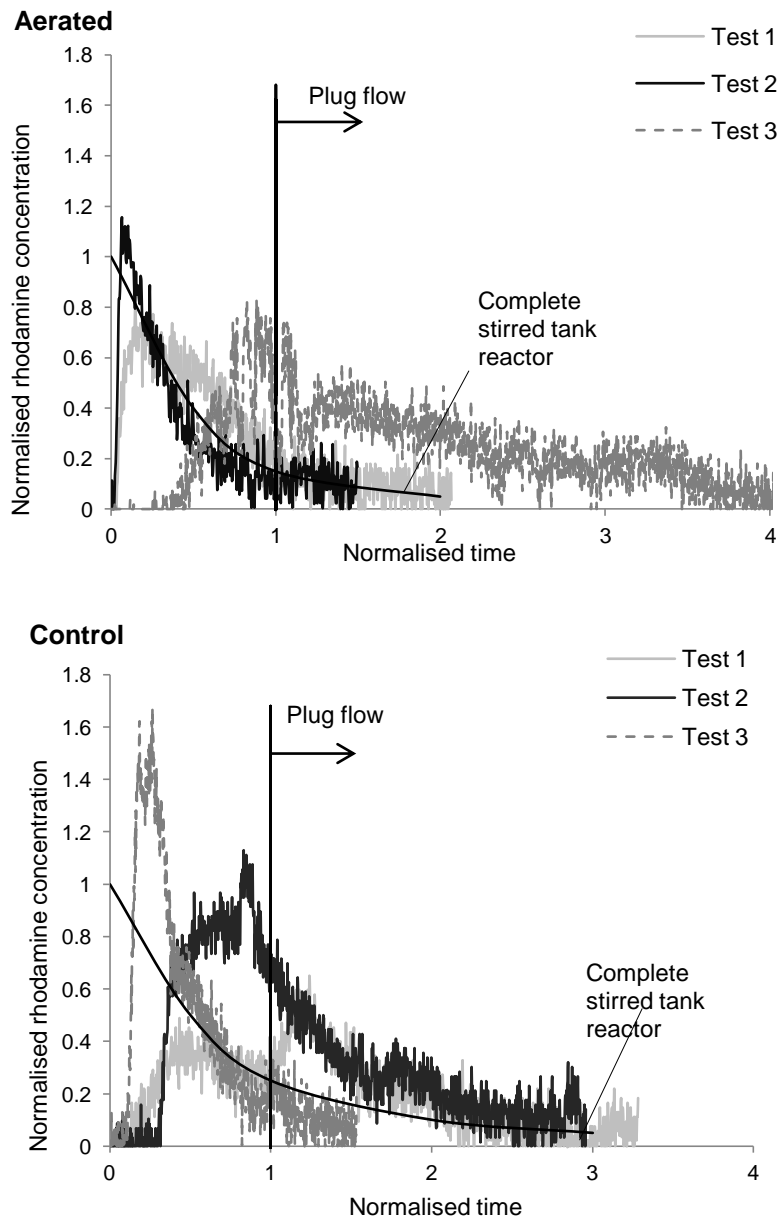 Aerated
1.8
1.6
1.4
1.2
1
0.8
0.6
0.4
0.2
0
Normalised rhodamine concentration
Plug flow
Test 1
Test 2
Test 3
Complete
stirred tank
reactor
0
1
2
3
4
Normalised time
Control
1.8
1.6
1.4
1.2
1
0.8
0.6
0.4
0.2
0
Normalised rhodamine concentration
Plug flow
Test 1
Test 2
Test 3
Complete
stirred tank
reactor
0
1
2
3
4
Normalised time